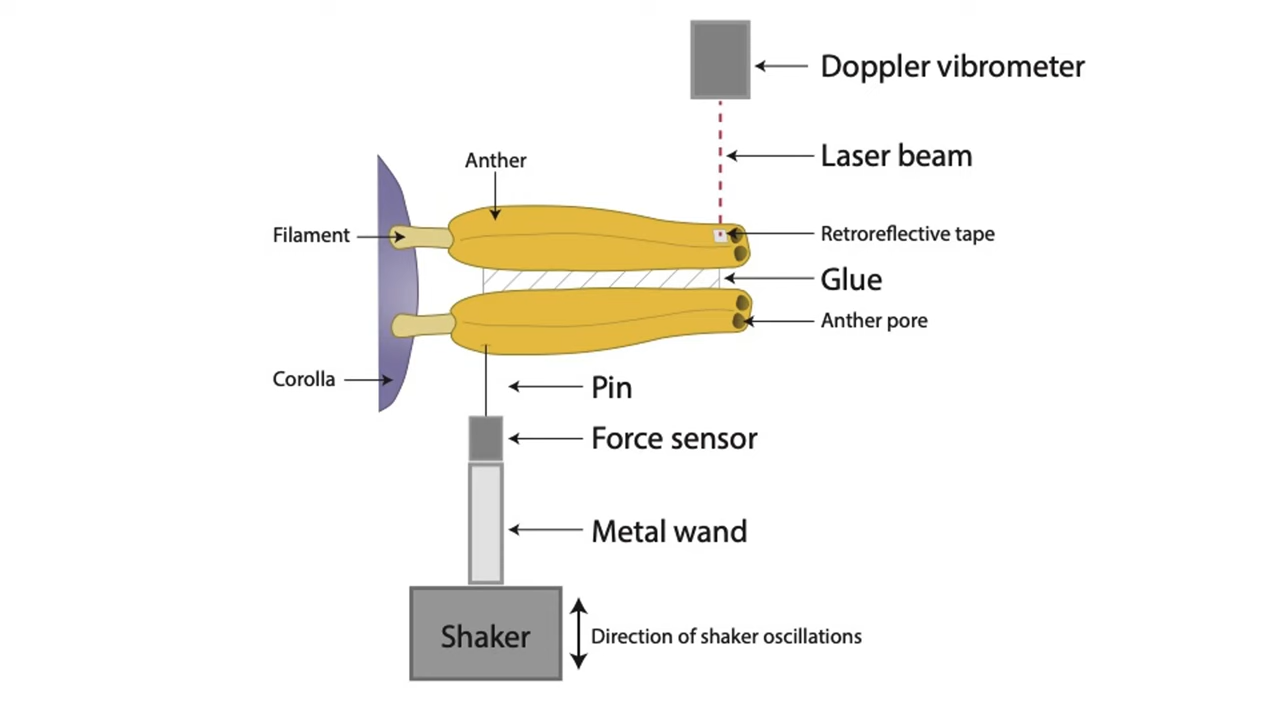 Doppler vibrometer
Laser beam
Anther
Filament
Retroreflective tape
Glue
Anther pore
Corolla
Pin
Force sensor
Metal wand
Shaker
Direction of shaker oscillations